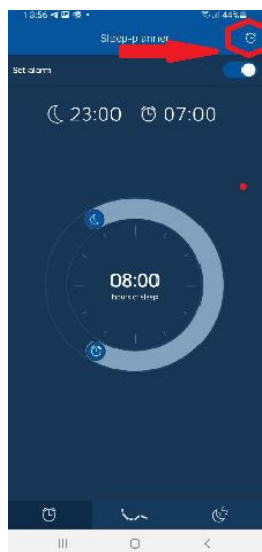 13:56 44%
Sleep-planner
Set alarm
23:00 07:00
08:00
hours of sleep